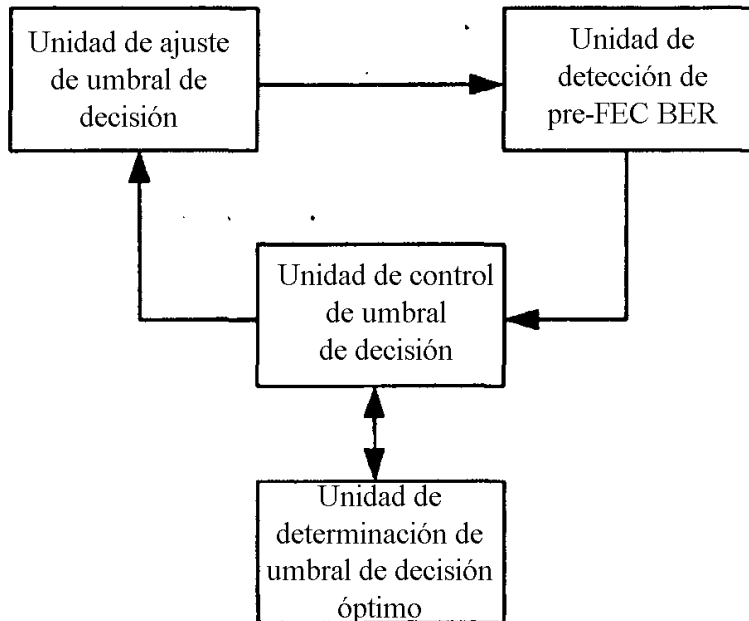 Unidad de ajuste
de umbral de
decisión
Unidad de
detección de
pre-FEC BER
Unidad de control
de umbral
de decisión
Unidad de
determinación de
umbral de decisión
óptimo